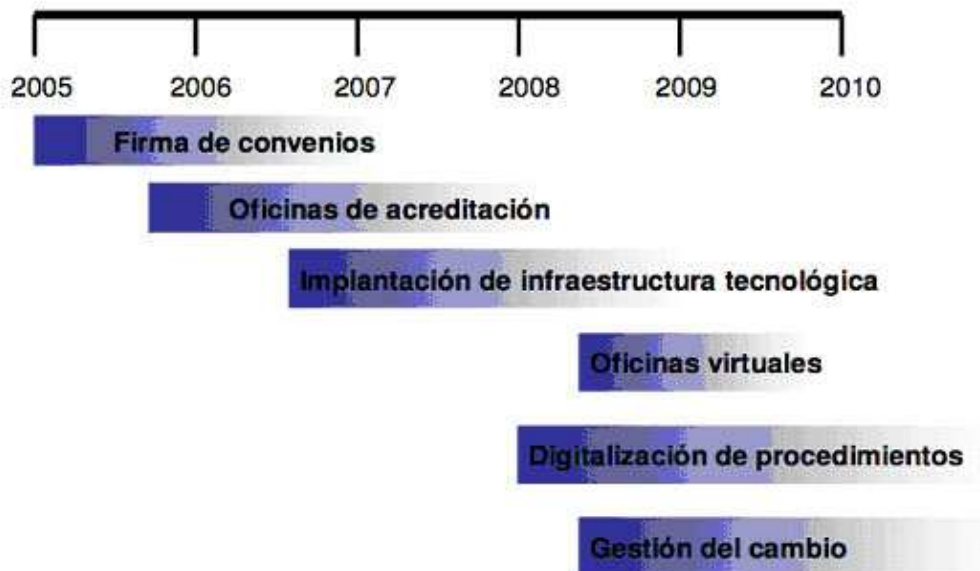 2005 2006 2007 2008 2009 2010
Firma de convenios
Oficinas de acreditación
Implantación de infraestructura tecnológica
Oficinas virtuales
Digitalización de procedimientos
Gestión del cambio